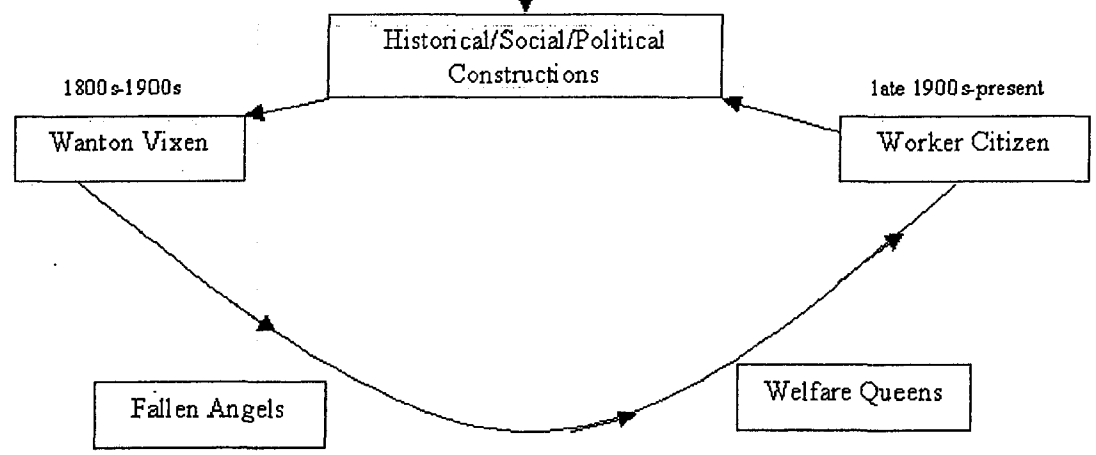 Historical/Social/Political
Constructions
1800s-1900s
Wanton Vixen
late 1900s-present
Worker Citizen
Fallen Angels
Welfare Queens